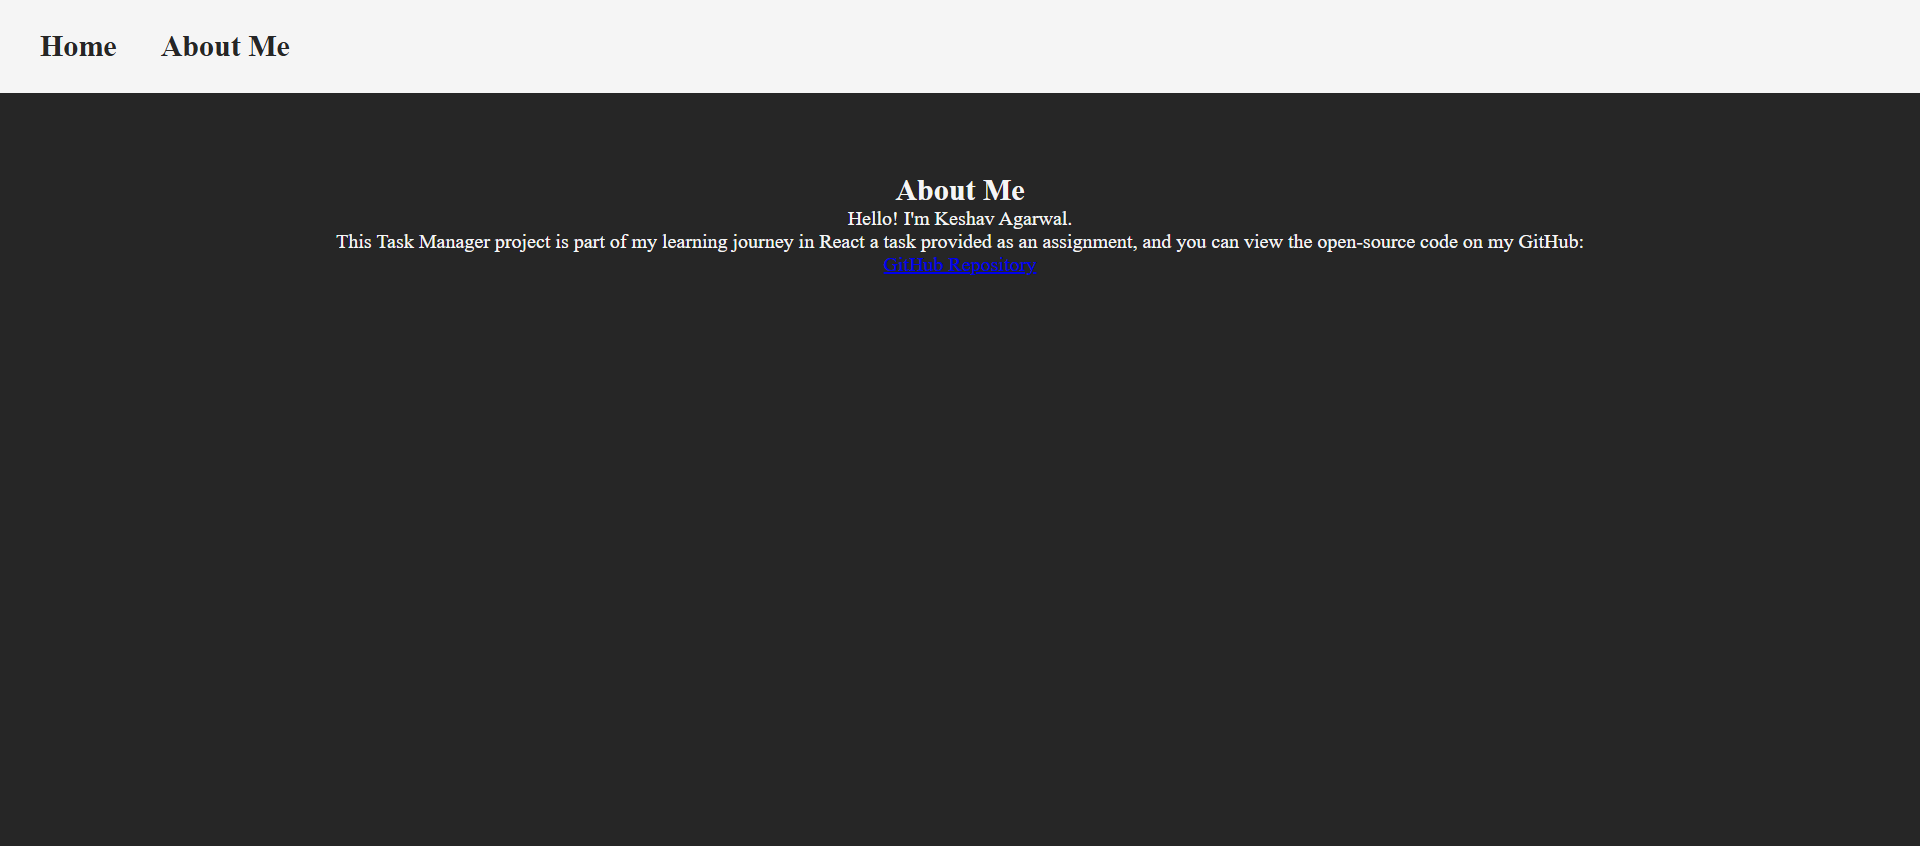 Home About Me
About Me
Hello! I'm Keshav Agarwal.
This Task Manager project is part of my learning journey in React a task provided as an assignment, and you can view the open-source code on my GitHub:
GitHub Repository